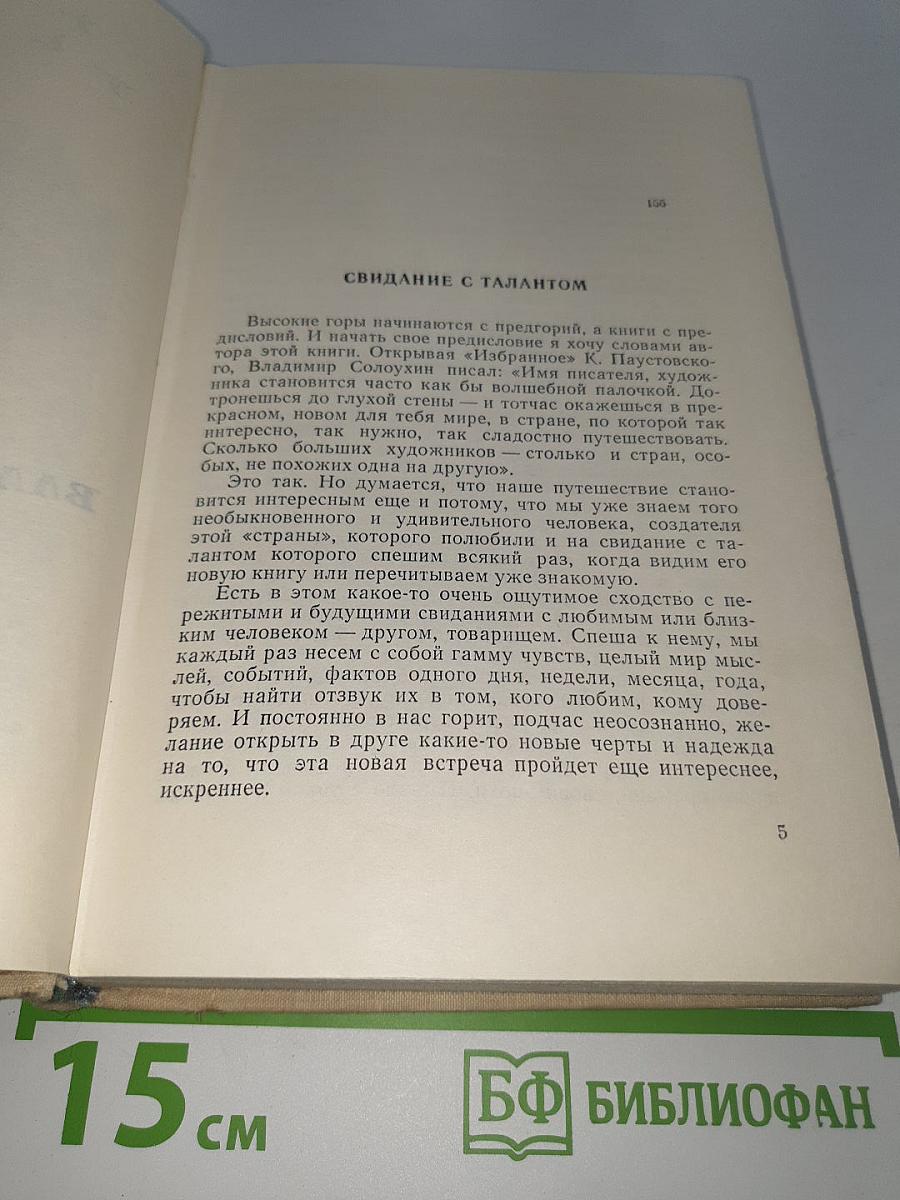 156
СВИДАНИЕ С ТАЛАНТОМ
Высокие горы начинаются с предгорий, а книги с пре-
дисловий. И начать свое предисловие я хочу словами ав-
тора этой книги. Открывая «Избранное» К. Паустовско-
го, Владимир Солоухин писал: «Имя писателя, худож-
ника становится часто как бы волшебной палочкой. До-
тронешься до глухой стены — и тотчас окажешься в пре-
красном, новом для тебя мире, в стране, по которой так
интересно, так нужно, так сладостно путешествовать.
Сколько больших художников — столько и стран, осо-
бых, не похожих одна на другую».
Это так. Но думается, что наше путешествие стано-
вится интересным еще и потому, что мы уже знаем того
необыкновенного и удивительного человека, создателя
этой «страны», которого полюбили и на свидание с та-
лантом которого спешим всякий раз, когда видим его
новую книгу или перечитываем уже знакомую.
Есть в этом какое-то очень ощутимое сходство с пе-
режитыми и будущими свиданиями с любимым или близ-
ким человеком — другом, товарищем. Спеша к нему, мы
каждый раз несем с собой гамму чувств, целый мир мыс-
лей, событий, фактов одного дня, недели, месяца, года,
чтобы найти отзвук их в том, кого любим, кому дове-
ряем. И постоянно в нас горит, подчас неосознанно, же-
лание открыть в друге какие-то новые черты и надежда
на то, что эта новая встреча пройдет еще интереснее,
искреннее.
5
15 см
БФ БИБЛИОФАН